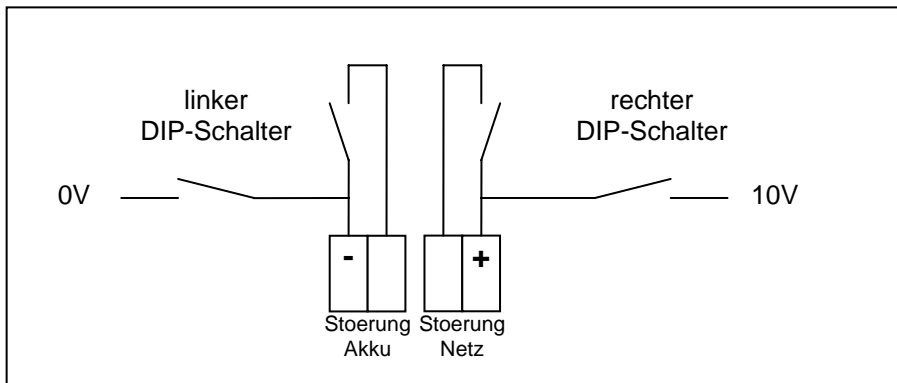 linker
DIP-Schalter
rechter
DIP-Schalter
0V
10V
-
+
Stoerung
Akku
Stoerung
Netz